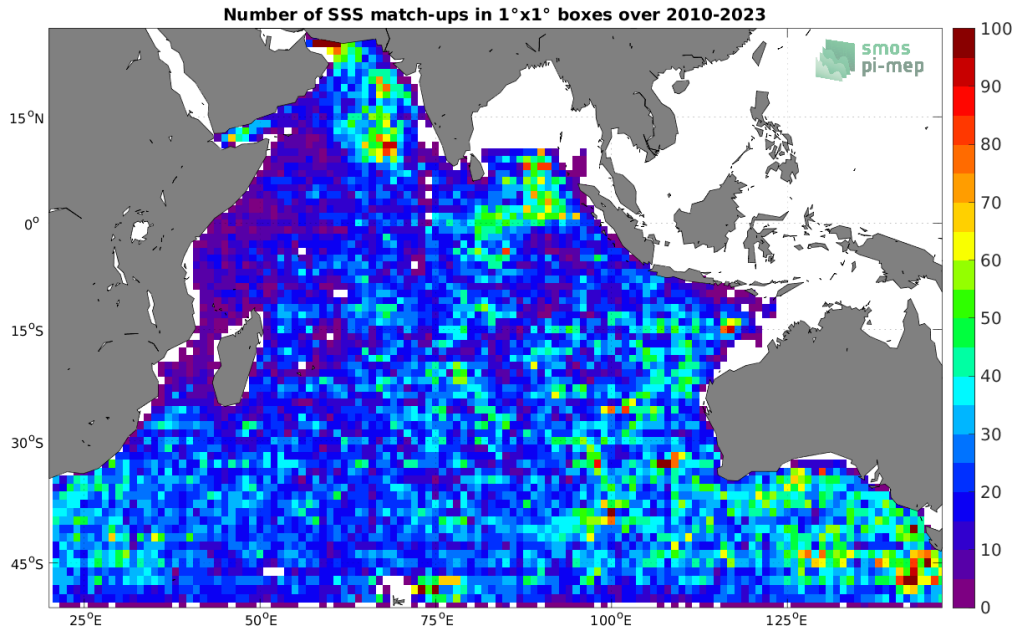 Number of SSS match-ups in 1°x1° boxes over 2010-2023
smos
pi-mep
100
90
80
70
60
50
40
30
20
10
0
15°N
0°
15°S
30°S
45°S
25°E
50°E
75°E
100°E
125°E